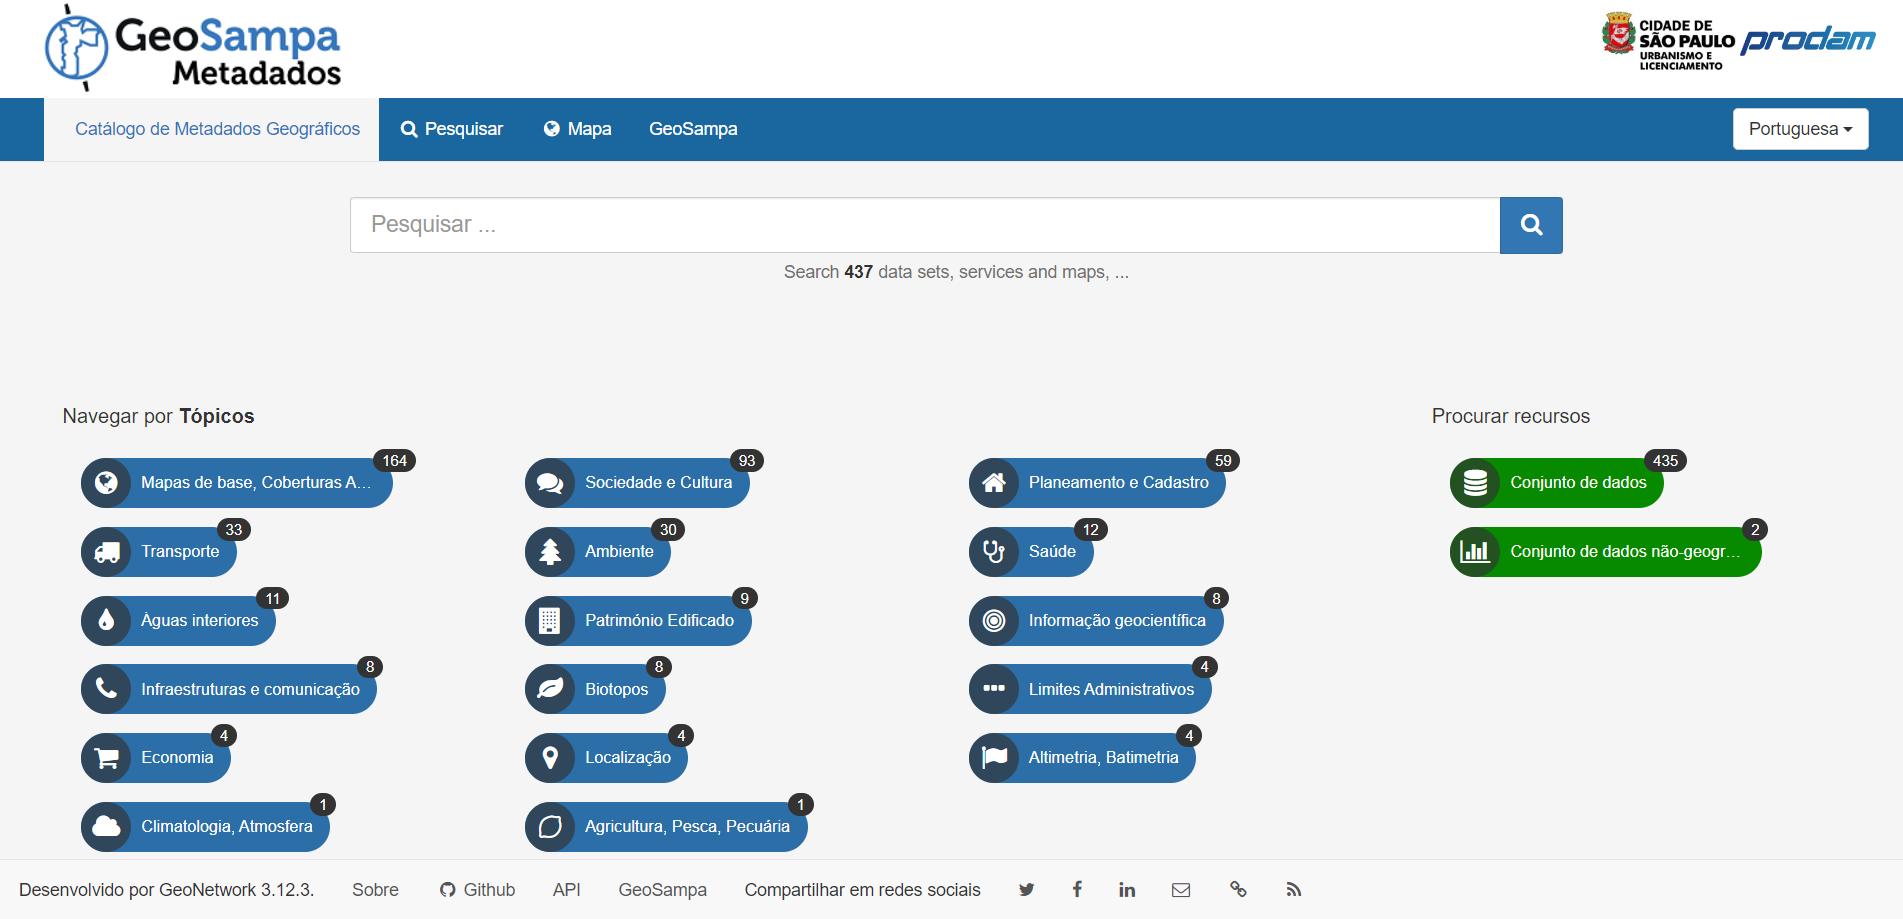 GeoSampa
Metadados
CIDADE DE
SÃO PAULO
URBANISMO E
LICENCIAMENTO
prodam
Catálogo de Metadados Geográficos
Pesquisar
Mapa
GeoSampa
Portuguesa
Pesquisar ...
Search 437 data sets, services and maps, ...
Navegar por Tópicos
Mapas de base, Coberturas A...
164
Sociedade e Cultura
93
Planeamento e Cadastro
59
Transporte
33
Ambiente
30
Saúde
12
Águas interiores
11
Património Edificado
9
Informação geocientífica
8
Infraestruturas e comunicação
8
Biotopos
8
Limites Administrativos
4
Economia
4
Localização
4
Altimetria, Batimetria
4
Climatologia, Atmosfera
1
Agricultura, Pesca, Pecuária
1
Procurar recursos
Conjunto de dados
435
Conjunto de dados não-geogr...
2
Desenvolvido por GeoNetwork 3.12.3.
Sobre
Github
API
GeoSampa
Compartilhar em redes sociais